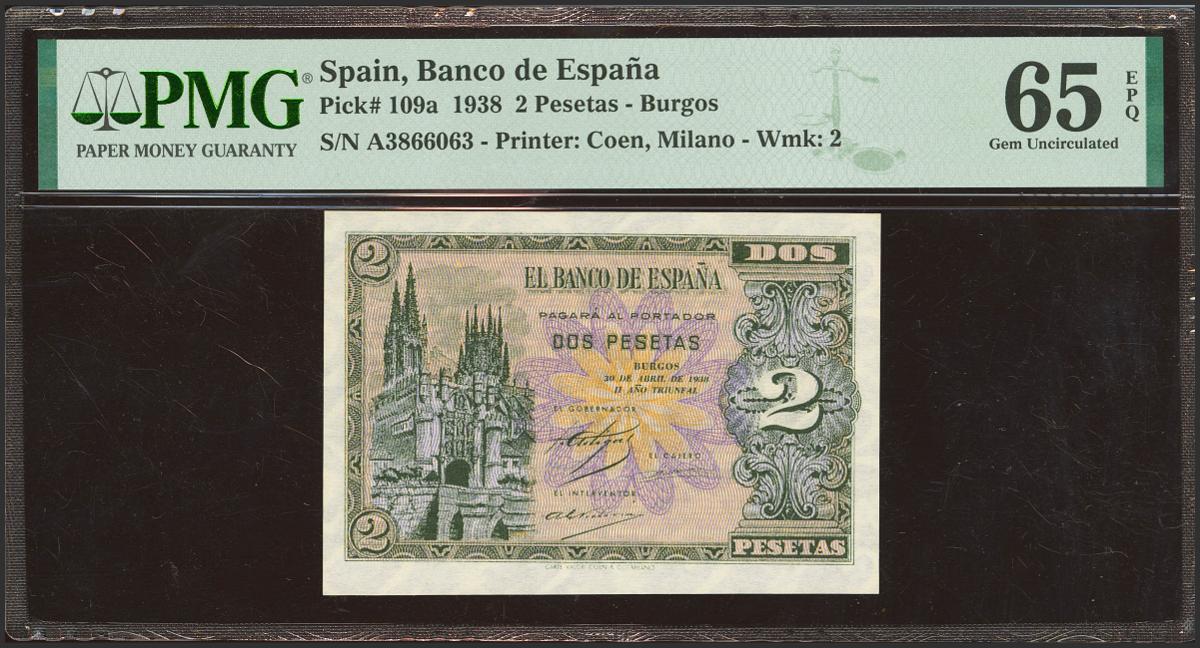 PMG®
PAPER MONEY GUARANTY
Spain, Banco de España
Pick# 109a 1938 2 Pesetas - Burgos
S/N A3866063 - Printer: Coen, Milano - Wmk: 2
65
EPQ
Gem Uncirculated
2
DOS
EL BANCO DE ESPAÑA
PAGARÁ AL PORTADOR
DOS PESETAS
BURGOS
30 DE ABRIL DE 1938
II AÑO TRIUNFAL
2
EL GOBERNADOR
EL CAJERO
EL INTERVENTOR
2
PESETAS